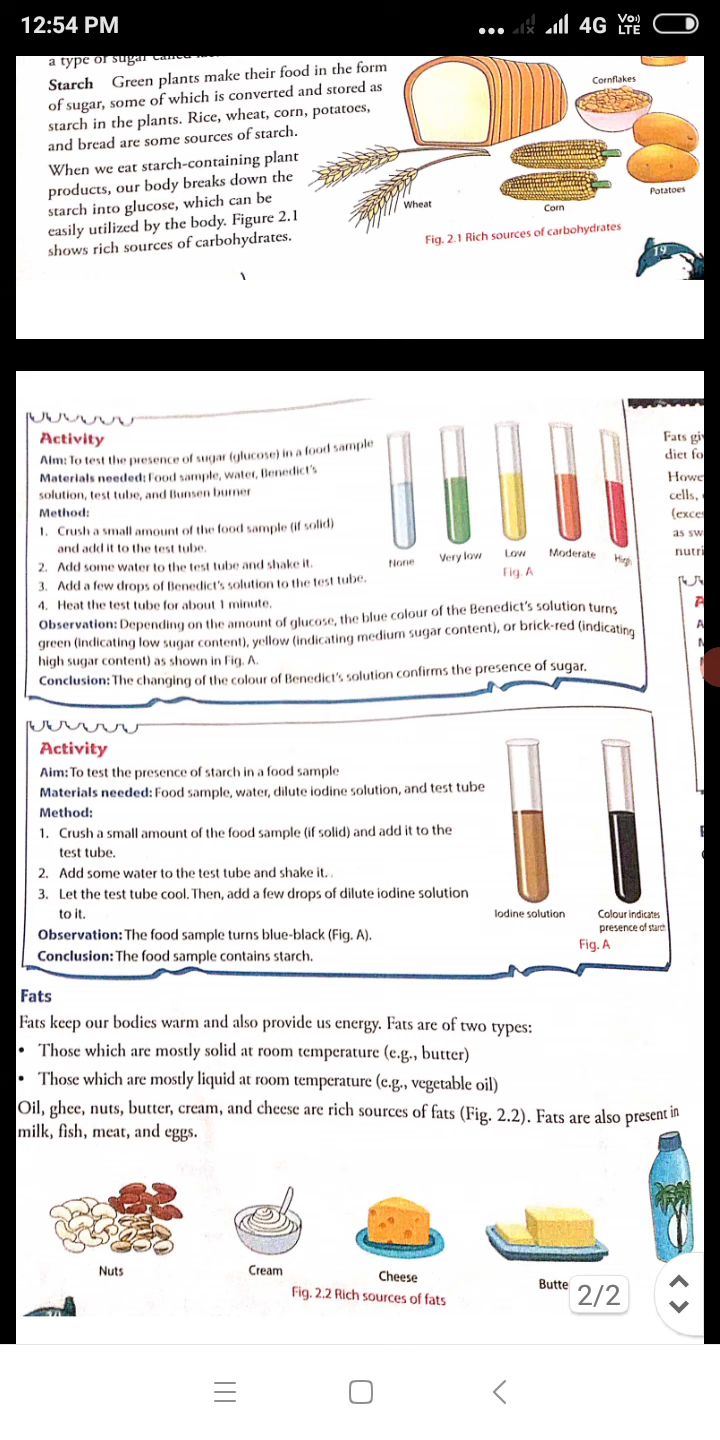 12:54 PM
4G VoLTE
a type of sugar called
Starch Green plants make their food in the form
of sugar, some of which is converted and stored as
starch in the plants. Rice, wheat, corn, potatoes,
and bread are some sources of starch.
When we eat starch-containing plant
products, our body breaks down the
starch into glucose, which can be
easily utilized by the body. Figure 2.1
shows rich sources of carbohydrates.
Cornflakes
Wheat
Corn
Potatoes
Fig. 2.1 Rich sources of carbohydrates
19
Activity
Aim: To test the presence of sugar (glucose) in a food sample
Materials needed: Food sample, water, Benedict's
solution, test tube, and Bunsen burner
Method:
1. Crush a small amount of the food sample (if solid)
and add it to the test tube.
2. Add some water to the test tube and shake it.
3. Add a few drops of Benedict's solution to the test tube.
4. Heat the test tube for about 1 minute.
Observation: Depending on the amount of glucose, the blue colour of the Benedict's solution turns
green (indicating low sugar content), yellow (indicating medium sugar content), or brick-red (indicating
high sugar content) as shown in Fig. A.
Conclusion: The changing of the colour of Benedict's solution confirms the presence of sugar.
None
Very low
Low
Moderate
High
Fig. A
Fats gi
diet fo
Howe
cells,
(exce
as sw
nutri
Activity
Aim: To test the presence of starch in a food sample
Materials needed: Food sample, water, dilute iodine solution, and test tube
Method:
1. Crush a small amount of the food sample (if solid) and add it to the
test tube.
2. Add some water to the test tube and shake it.
3. Let the test tube cool. Then, add a few drops of dilute iodine solution
to it.
Observation: The food sample turns blue-black (Fig. A).
Conclusion: The food sample contains starch.
Iodine solution
Colour indicates
presence of starch
Fig. A
Fats
Fats keep our bodies warm and also provide us energy. Fats are of two types:
• Those which are mostly solid at room temperature (e.g., butter)
• Those which are mostly liquid at room temperature (e.g., vegetable oil)
Oil, ghee, nuts, butter, cream, and cheese are rich sources of fats (Fig. 2.2). Fats are also present in
milk, fish, meat, and eggs.
Nuts
Cream
Cheese
Butte
Fig. 2.2 Rich sources of fats
2/2